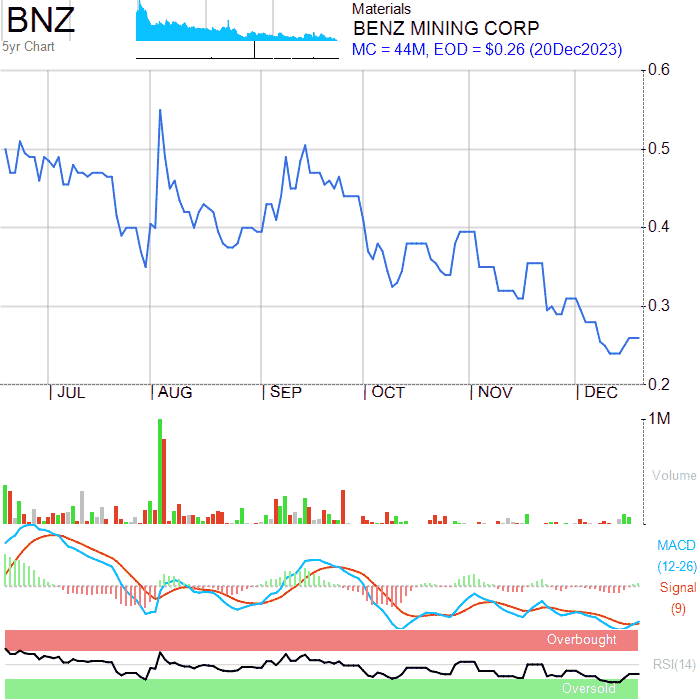 BNZ
5yr Chart
Materials
BENZ MINING CORP
MC = 44M, EOD = $0.26 (20Dec2023)
0.6
0.5
0.4
0.3
0.2
JUL AUG SEP OCT NOV DEC
1M
Volume
MACD
(12-26)
Signal
(9)
Overbought
RSI(14)
Oversold